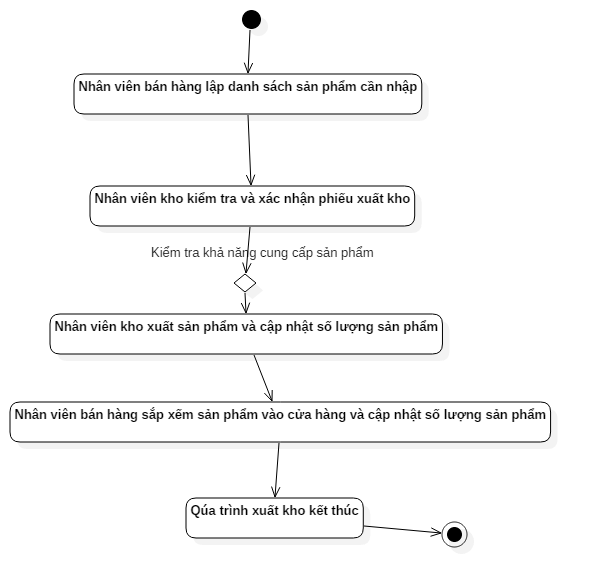 Nhân viên bán hàng lập danh sách sản phẩm cần nhập
Nhân viên kho kiểm tra và xác nhận phiếu xuất kho
Kiểm tra khả năng cung cấp sản phẩm
Nhân viên kho xuất sản phẩm và cập nhật số lượng sản phẩm
Nhân viên bán hàng sắp xếm sản phẩm vào cửa hàng và cập nhật số lượng sản phẩm
Qúa trình xuất kho kết thúc